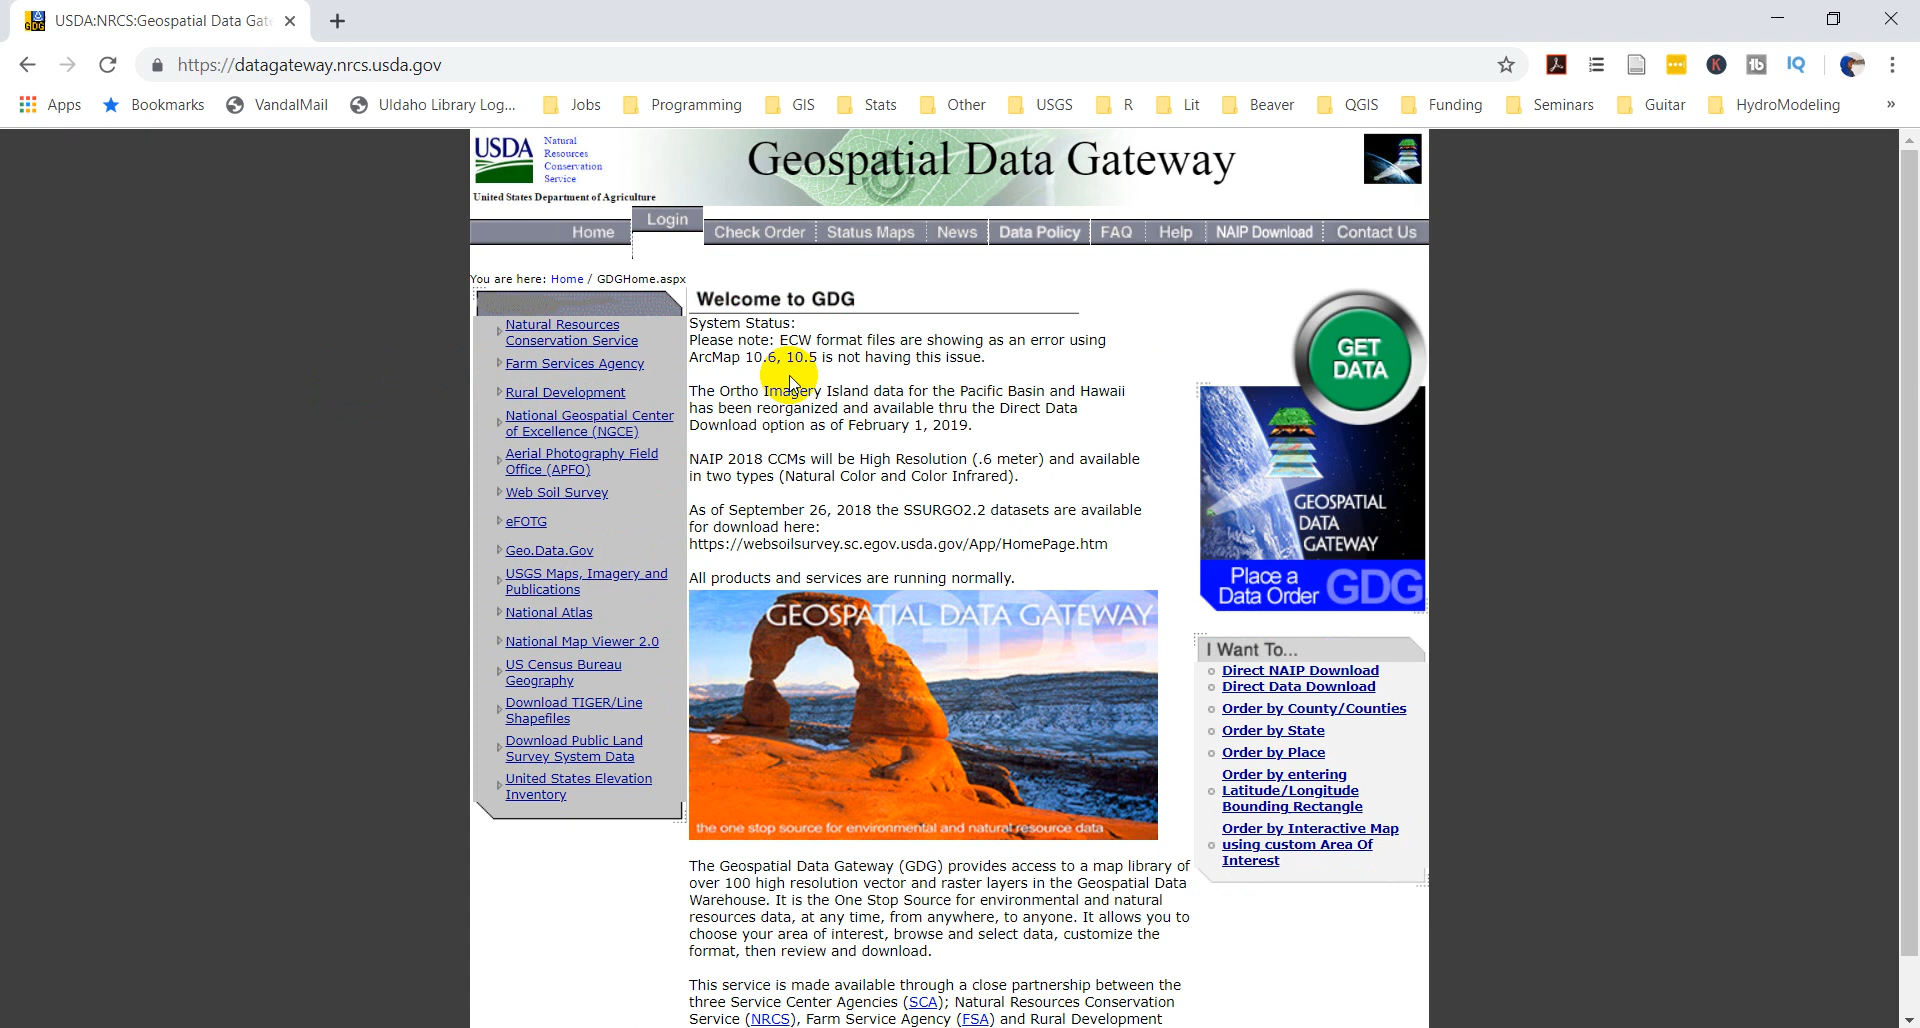 USDA:NRCS:Geospatial Data Gate
https://datagateway.nrcs.usda.gov
Apps
Bookmarks
VandalMail
UIdaho Library Log...
Jobs
Programming
GIS
Stats
Other
USGS
R
Lit
Beaver
QGIS
Funding
Seminars
Guitar
HydroModeling
»
USDA
Natural
Resources
Conservation
Service
United States Department of Agriculture
Geospatial Data Gateway
Home
Login
Check Order
Status Maps
News
Data Policy
FAQ
Help
NAIP Download
Contact Us
You are here: Home / GDGHome.aspx
Natural Resources
Conservation Service
Farm Services Agency
Rural Development
National Geospatial Center
of Excellence (NGCE)
Aerial Photography Field
Office (APFO)
Web Soil Survey
eFOTG
Geo.Data.Gov
USGS Maps, Imagery and
Publications
National Atlas
National Map Viewer 2.0
US Census Bureau
Geography
Download TIGER/Line
Shapefiles
Download Public Land
Survey System Data
United States Elevation
Inventory
Welcome to GDG
System Status:
Please note: ECW format files are showing as an error using
ArcMap 10.6, 10.5 is not having this issue.
The Ortho Imagery Island data for the Pacific Basin and Hawaii
has been reorganized and available thru the Direct Data
Download option as of February 1, 2019.
NAIP 2018 CCMs will be High Resolution (.6 meter) and available
in two types (Natural Color and Color Infrared).
As of September 26, 2018 the SSURGO2.2 datasets are available
for download here:
https://websoilsurvey.sc.egov.usda.gov/App/HomePage.htm
All products and services are running normally.
GEOSPATIAL DATA GATEWAY
GDG
the one stop source for environmental and natural resource data
The Geospatial Data Gateway (GDG) provides access to a map library of
over 100 high resolution vector and raster layers in the Geospatial Data
Warehouse. It is the One Stop Source for environmental and natural
resources data, at any time, from anywhere, to anyone. It allows you to
choose your area of interest, browse and select data, customize the
format, then review and download.
This service is made available through a close partnership between the
three Service Center Agencies (SCA); Natural Resources Conservation
Service (NRCS), Farm Service Agency (FSA) and Rural Development
GET
DATA
GEOSPATIAL
DATA
GATEWAY
Place a
Data Order
GDG
I Want To...
Direct NAIP Download
Direct Data Download
Order by County/Counties
Order by State
Order by Place
Order by entering
Latitude/Longitude
Bounding Rectangle
Order by Interactive Map
using custom Area Of
Interest